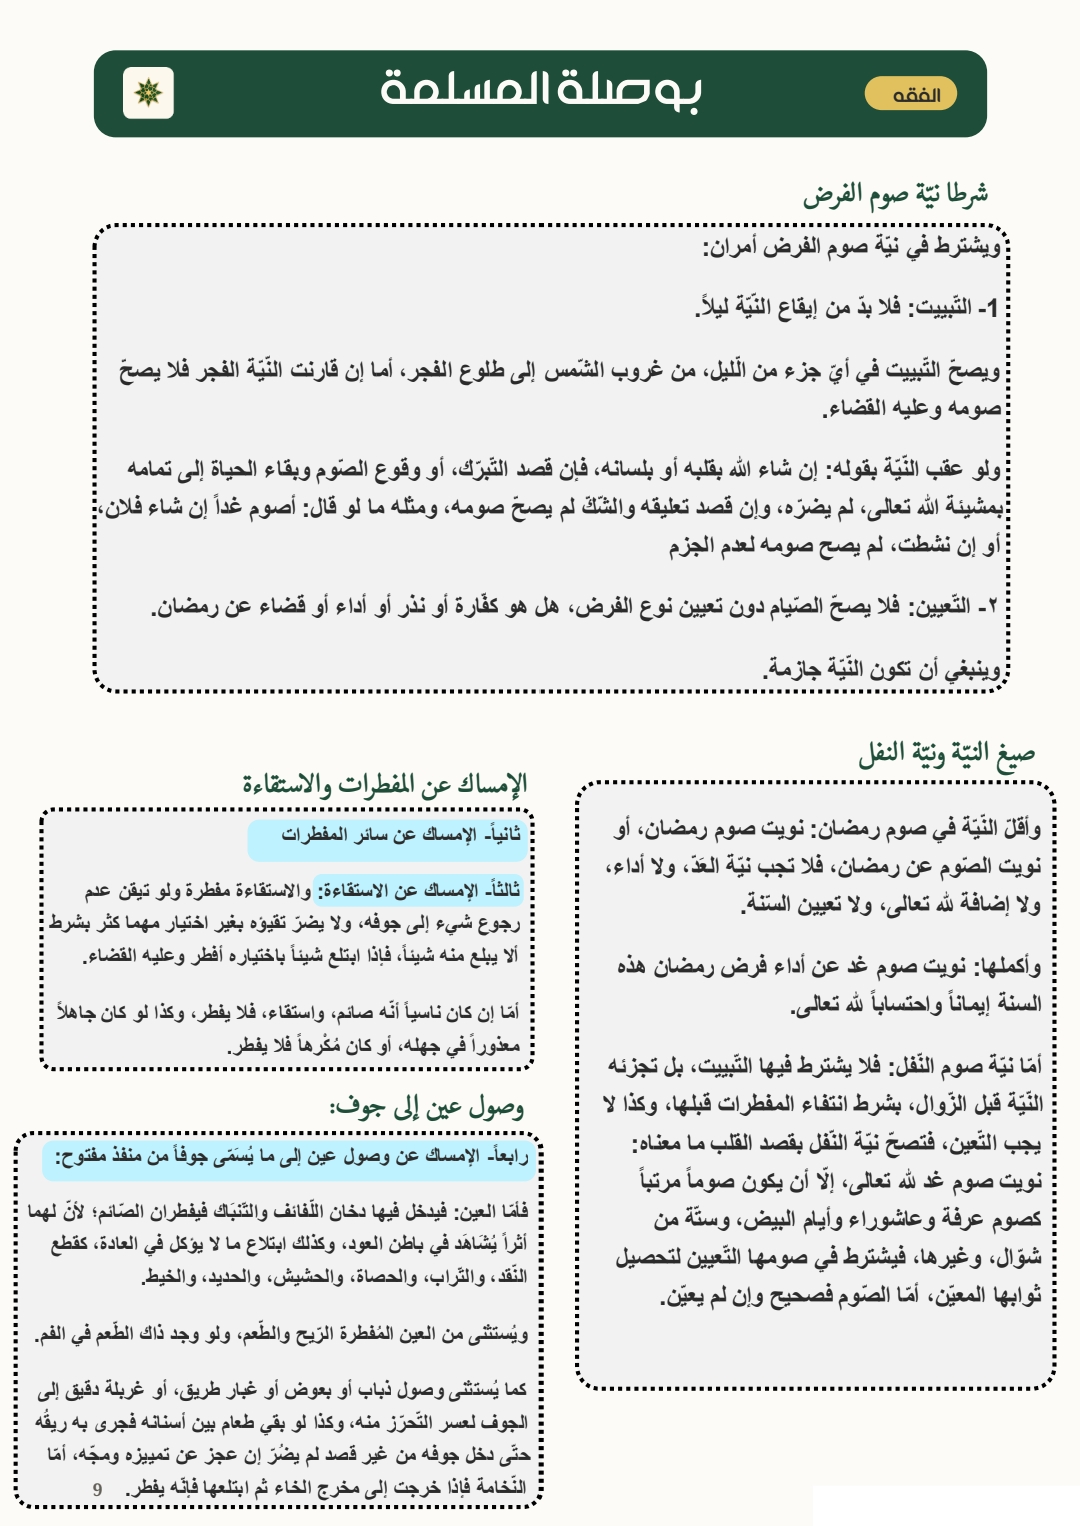 الفقه
بوصلة المسلمة
شرطا نيّة صوم الفرض
ويشترط في نيّة صوم الفرض أمران:
1- التّبييت: فلا بدّ من إيقاع النّيّة ليلاً.
ويصحّ التّبييت في أيّ جزء من الّليل، من غروب الشّمس إلى طلوع الفجر، أما إن قارنت النّيّة الفجر فلا يصحّ
صومه وعليه القضاء.
ولو عقب النّيّة بقوله: إن شاء الله بقلبه أو بلسانه، فإن قصد التّبرّك، أو وقوع الصّوم وبقاء الحياة إلى تمامه
بمشيئة الله تعالى، لم يضرّه، وإن قصد تعليقه والشّكّ لم يصحّ صومه، ومثله ما لو قال: أصوم غداً إن شاء فلان،
أو إن نشطت، لم يصح صومه لعدم الجزم
٢- التّعيين: فلا يصحّ الصّيام دون تعيين نوع الفرض، هل هو كفّارة أو نذر أو أداء أو قضاء عن رمضان.
وينبغي أن تكون النّيّة جازمة.
صيغ النيّة ونيّة النفل
وأقلّ النّيّة في صوم رمضان: نويت صوم رمضان، أو
نويت الصّوم عن رمضان، فلا تجب نيّة العَدّ، ولا أداء،
ولا إضافة لله تعالى، ولا تعيين السّنة.
وأكملها: نويت صوم غد عن أداء فرض رمضان هذه
السنة إيماناً واحتساباً لله تعالى.
أمّا نيّة صوم النّفل: فلا يشترط فيها التّبييت، بل تجزئه
النّيّة قبل الزّوال، بشرط انتفاء المفطرات قبلها، وكذا لا
يجب التّعين، فتصحّ نيّة النّفل بقصد القلب ما معناه:
نويت صوم غد لله تعالى، إلّا أن يكون صوماً مرتباً
كصوم عرفة وعاشوراء وأيام البيض، وستّة من
شوّال، وغيرها، فيشترط في صومها التّعيين لتحصيل
ثوابها المعيّن، أمّا الصّوم فصحيح وإن لم يعيّن.
الإمساك عن المفطرات والاستقاءة
ثانياً- الإمساك عن سائر المفطرات
ثالثاً- الإمساك عن الاستقاءة: والاستقاءة مفطرة ولو تيقن عدم
رجوع شيء إلى جوفه، ولا يضرّ تقيؤه بغير اختيار مهما كثر بشرط
ألا يبلع منه شيئاً، فإذا ابتلع شيئاً باختياره أفطر وعليه القضاء.
أمّا إن كان ناسياً أنّه صائم، واستقاء، فلا يفطر، وكذا لو كان جاهلاً
معذوراً في جهله، أو كان مُكْرهاً فلا يفطر.
وصول عين إلى جوف:
رابعاً- الإمساك عن وصول عين إلى ما يُسَمّى جوفاً من منفذ مفتوح:
فأمّا العين: فيدخل فيها دخان اللّفائف والتّنبَاك فيفطران الصّائم؛ لأنّ لهما
أثراً يُشَاهَد في باطن العود، وكذلك ابتلاع ما لا يؤكل في العادة، كقطع
النّقد، والتّراب، والحصاة، والحشيش، والحديد، والخيط.
ويُستثنى من العين المُفطرة الرّيح والطّعم، ولو وجد ذاك الطّعم في الفم.
كما يُستثنى وصول ذباب أو بعوض أو غبار طريق، أو غربلة دقيق إلى
الجوف لعسر التّحرّز منه، وكذا لو بقي طعام بين أسنانه فجرى به ريقُه
حتّى دخل جوفه من غير قصد لم يضُرّ إن عجز عن تمييزه ومجّه، أمّا
النّخامة فإذا خرجت إلى مخرج الخاء ثم ابتلعها فإنّه يفطر.
9